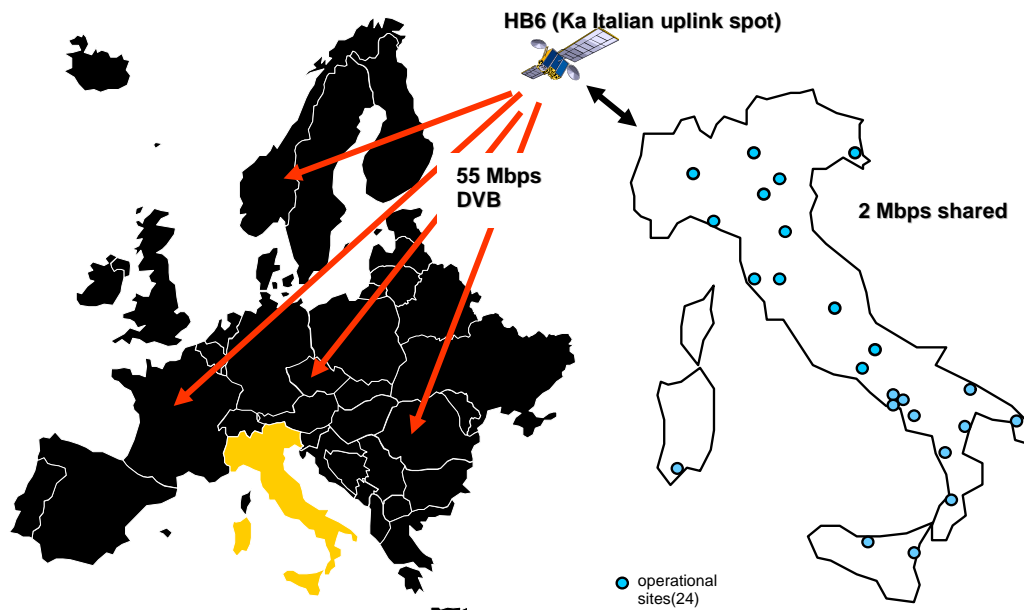 HB6 (Ka Italian uplink spot)
55 Mbps
DVB
2 Mbps shared
operational
sites(24)